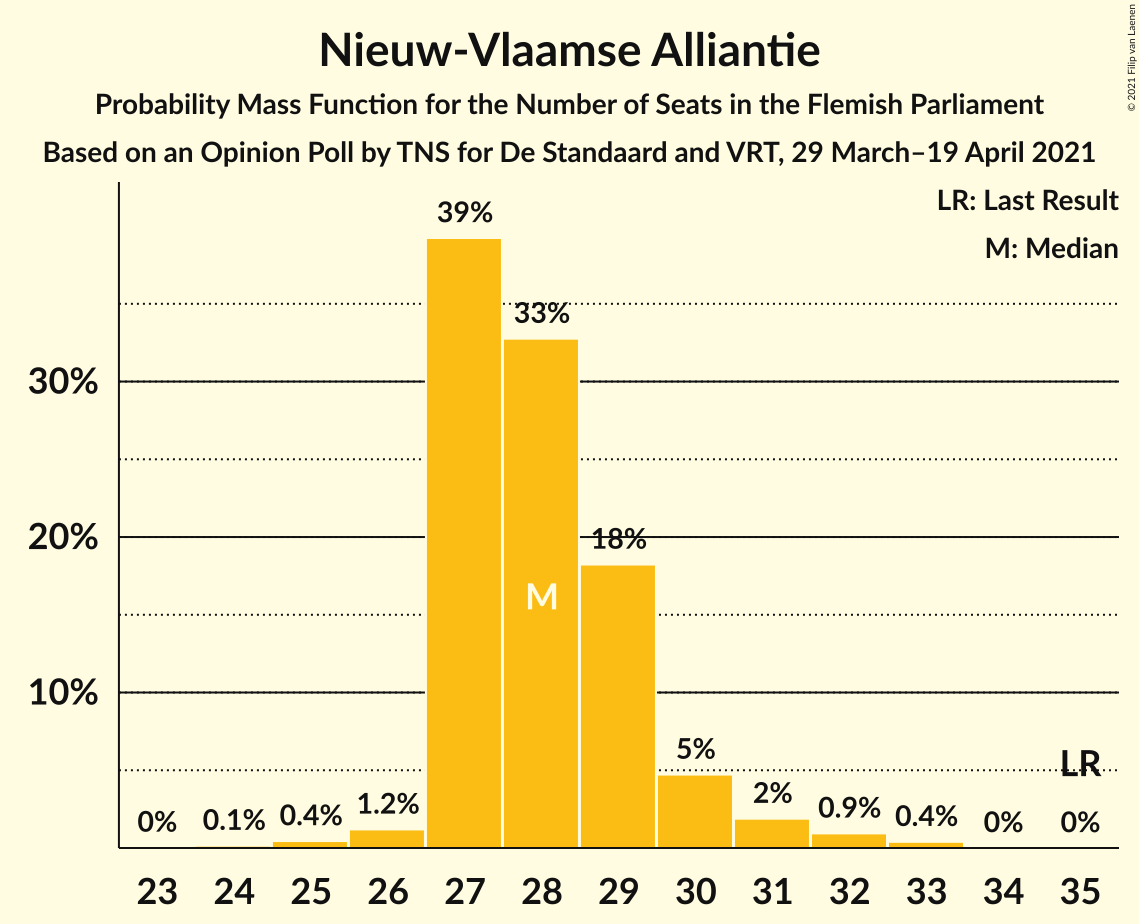 Nieuw-Vlaamse Alliantie
Probability Mass Function for the Number of Seats in the Flemish Parliament
Based on an Opinion Poll by TNS for De Standaard and VRT, 29 March–19 April 2021
© 2021 Filip van Laenen
LR: Last Result
M: Median
39%
33%
30%
20%
18%
M
10%
5%
LR
2%
1.2%
0.9%
0.4%
0.4%
0.1%
0%
0%
0%
23 24 25 26 27 28 29 30 31 32 33 34 35